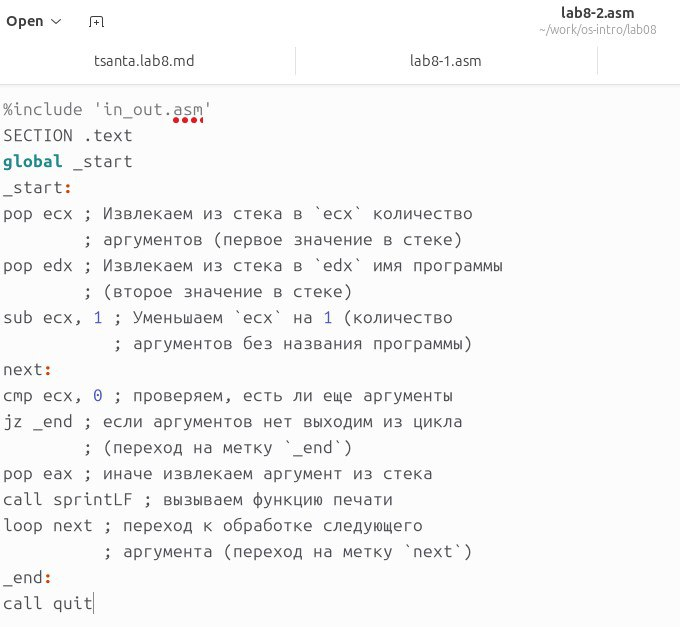 Open
lab8-2.asm
~/work/os-intro/lab08
tsanta.lab8.md
lab8-1.asm
%include 'in_out.asm'
SECTION .text
global _start
_start:
pop ecx ; Извлекаем из стека в `ecx` количество
        ; аргументов (первое значение в стеке)
pop edx ; Извлекаем из стека в `edx` имя программы
        ; (второе значение в стеке)
sub ecx, 1 ; Уменьшаем `ecx` на 1 (количество
           ; аргументов без названия программы)
next:
cmp ecx, 0 ; проверяем, есть ли еще аргументы
jz _end ; если аргументов нет выходим из цикла
        ; (переход на метку `_end`)
pop eax ; иначе извлекаем аргумент из стека
call sprintLF ; вызываем функцию печати
loop next ; переход к обработке следующего
          ; аргумента (переход на метку `next`)
_end:
call quit